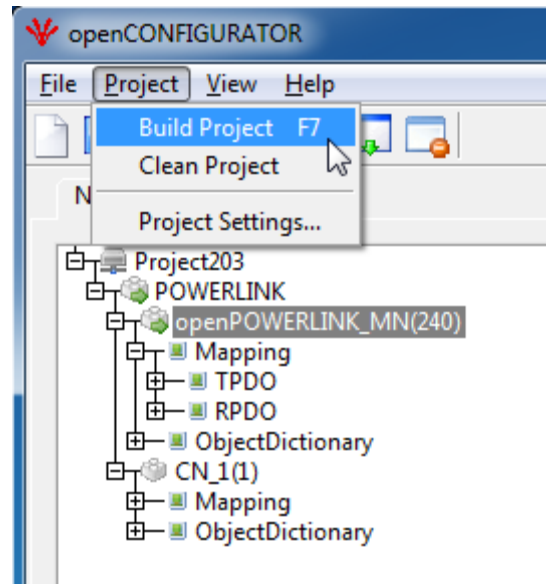 openCONFIGURATOR
File Project View Help
Build Project F7
Clean Project
N
Project Settings...
Project203
POWERLINK
openPOWERLINK_MN(240)
Mapping
TPDO
RPDO
ObjectDictionary
CN_1(1)
Mapping
ObjectDictionary